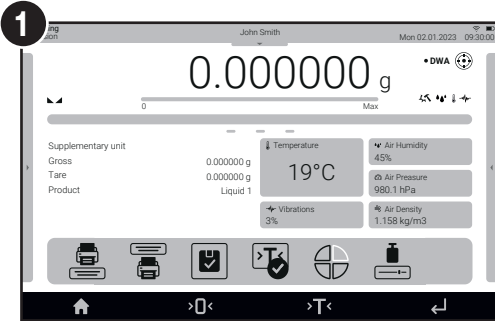 1
John Smith
Mon 02.01.2023 09:30:00
0.000000 g
DWA
0 Max
Supplementary unit
Gross 0.000000 g
Tare 0.000000 g
Product Liquid 1
Temperature
19°C
Vibrations
3%
Air Humidity
45%
Air Preasure
980.1 hPa
Air Density
1.158 kg/m3
>T<
>0<
>T<